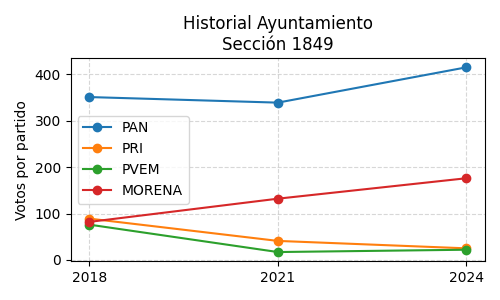 Historial Ayuntamiento
Sección 1849
Votos por partido
400
300
200
100
0
PAN
PRI
PVEM
MORENA
2018
2021
2024